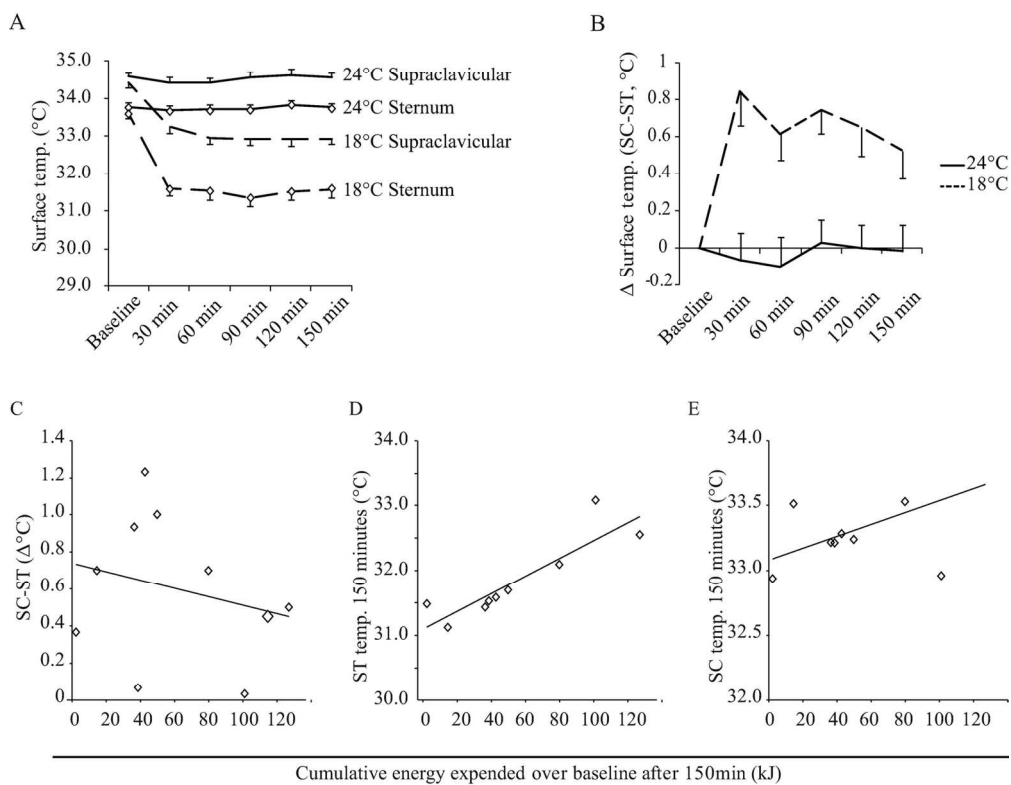 A
Surface temp. (°C)
35.0
34.0
33.0
32.0
31.0
30.0
29.0
24°C Supraclavicular
24°C Sternum
18°C Supraclavicular
18°C Sternum
Baseline
30 min
60 min
90 min
120 min
150 min
B
Δ Surface temp. (SC-ST, °C)
1
0.8
0.6
0.4
0.2
0
-0.2
24°C
18°C
Baseline
30 min
60 min
90 min
120 min
150 min
C
SC-ST (Δ°C)
1.4
1.2
1.0
0.8
0.6
0.4
0.2
0
0 20 40 60 80 100 120
D
ST temp. 150 minutes (°C)
34.0
33.0
32.0
31.0
30.0
0 20 40 60 80 100 120
E
SC temp. 150 minutes (°C)
34.0
33.5
33.0
32.5
32.0
0 20 40 60 80 100 120
Cumulative energy expended over baseline after 150min (kJ)